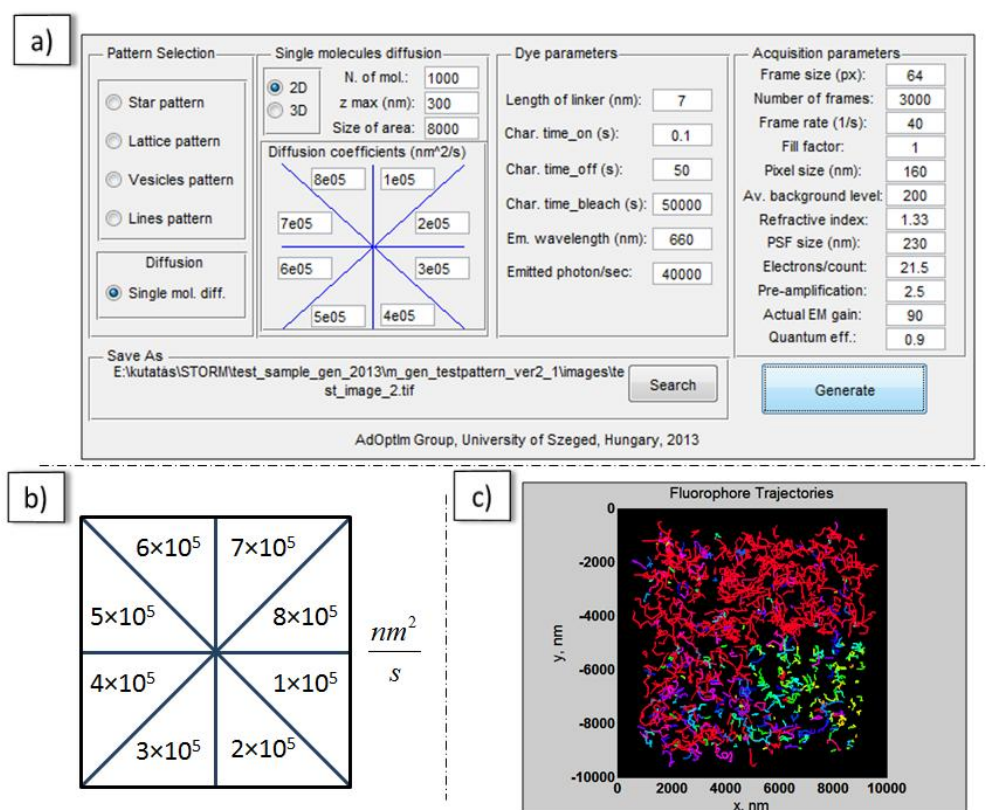 a)
Pattern Selection
Star pattern
Lattice pattern
Vesicles pattern
Lines pattern
Diffusion
Single mol. diff.
Single molecules diffusion
2D
3D
N. of mol.: 1000
z max (nm): 300
Size of area: 8000
Diffusion coefficients (nm^2/s)
8e05 1e05
7e05 2e05
6e05 3e05
5e05 4e05
Dye parameters
Length of linker (nm): 7
Char. time_on (s): 0.1
Char. time_off (s): 50
Char. time_bleach (s): 50000
Em. wavelength (nm): 660
Emitted photon/sec: 40000
Acquisition parameters
Frame size (px): 64
Number of frames: 3000
Frame rate (1/s): 40
Fill factor: 1
Pixel size (nm): 160
Av. background level: 200
Refractive index: 1.33
PSF size (nm): 230
Electrons/count: 21.5
Pre-amplification: 2.5
Actual EM gain: 90
Quantum eff.: 0.9
Save As
E:\kutatás\STORM\test_sample_gen_2013\m_gen_testpattern_ver2_1\images\te
st_image_2.tif
Search
Generate
AdOptIm Group, University of Szeged, Hungary, 2013
b)
6×10⁵ 7×10⁵
5×10⁵ 8×10⁵
4×10⁵ 1×10⁵
3×10⁵ 2×10⁵
nm²
s
c)
Fluorophore Trajectories
0
-2000
-4000
-6000
-8000
-10000
y, nm
0 2000 4000 6000 8000 10000
x, nm